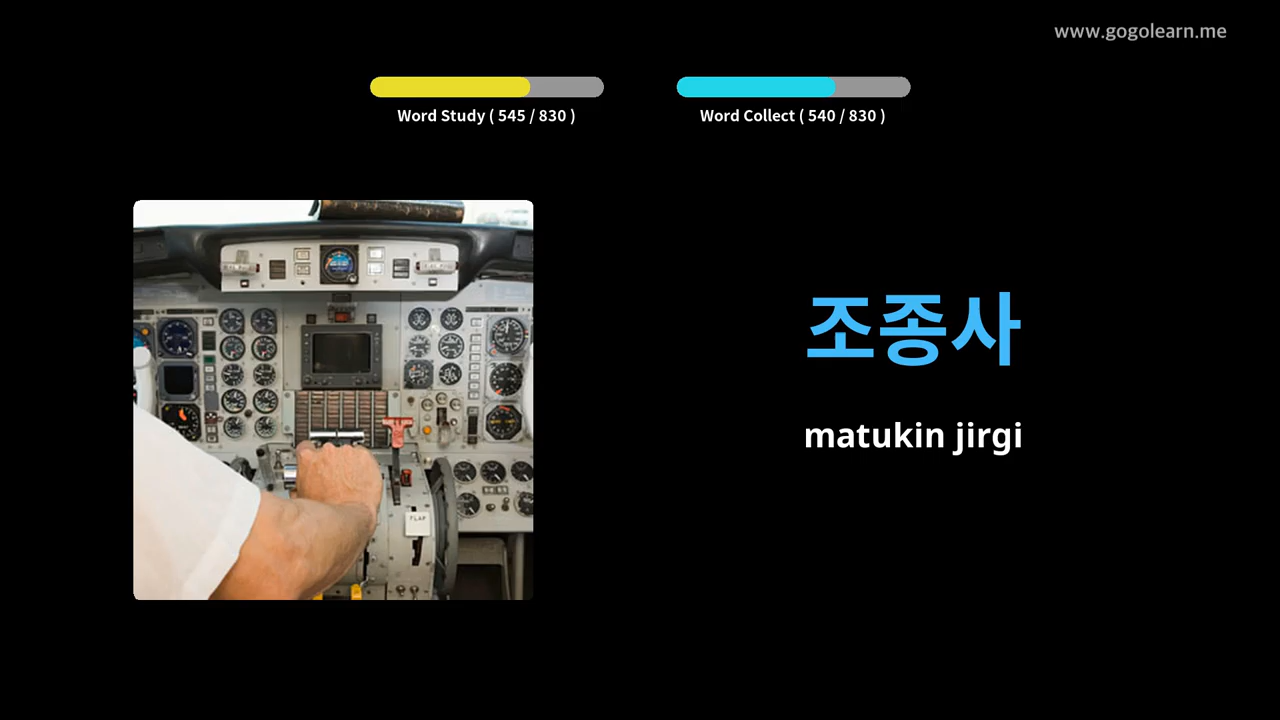 www.gogolearn.me
Word Study ( 545 / 830 )
Word Collect ( 540 / 830 )
조종사
matukin jirgi
FLAP